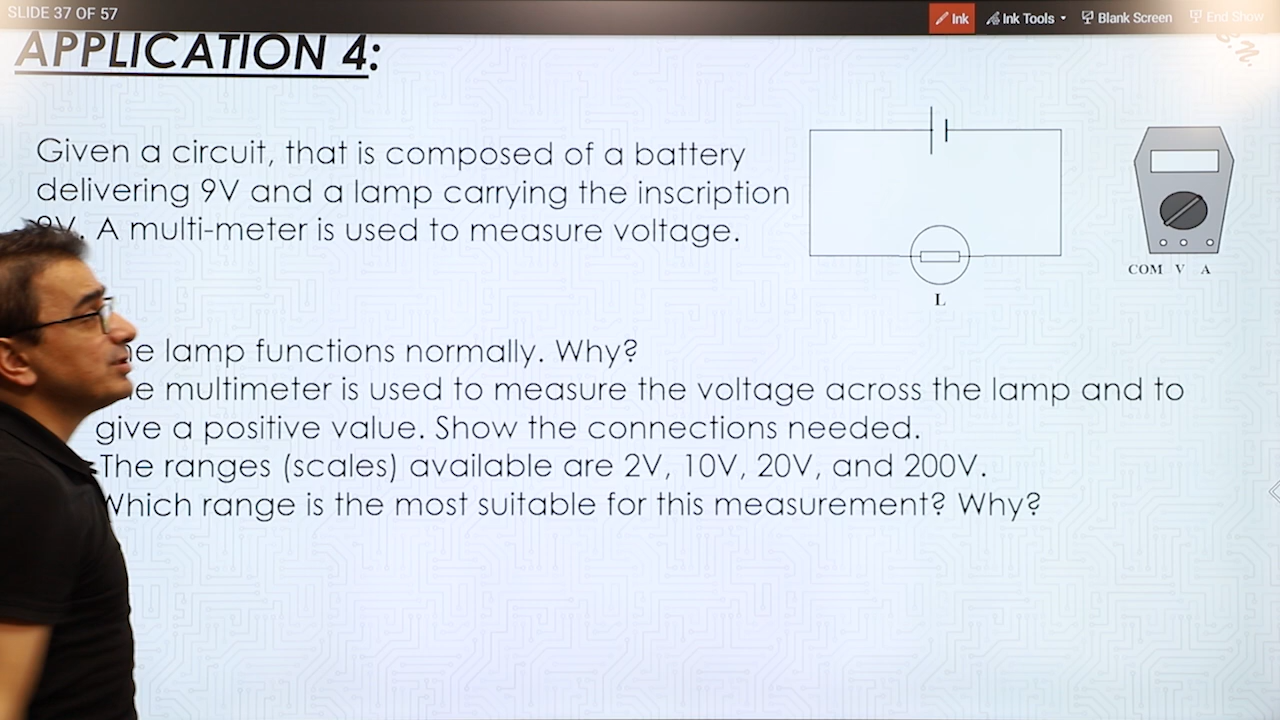 SLIDE 37 OF 57
Ink
Ink Tools
Blank Screen
End Show
APPLICATION 4:
Given a circuit, that is composed of a battery
delivering 9V and a lamp carrying the inscription
9V. A multi-meter is used to measure voltage.
COM V A
L
lamp functions normally. Why?
multimeter is used to measure the voltage across the lamp and to
give a positive value. Show the connections needed.
The ranges (scales) available are 2V, 10V, 20V, and 200V.
Which range is the most suitable for this measurement? Why?